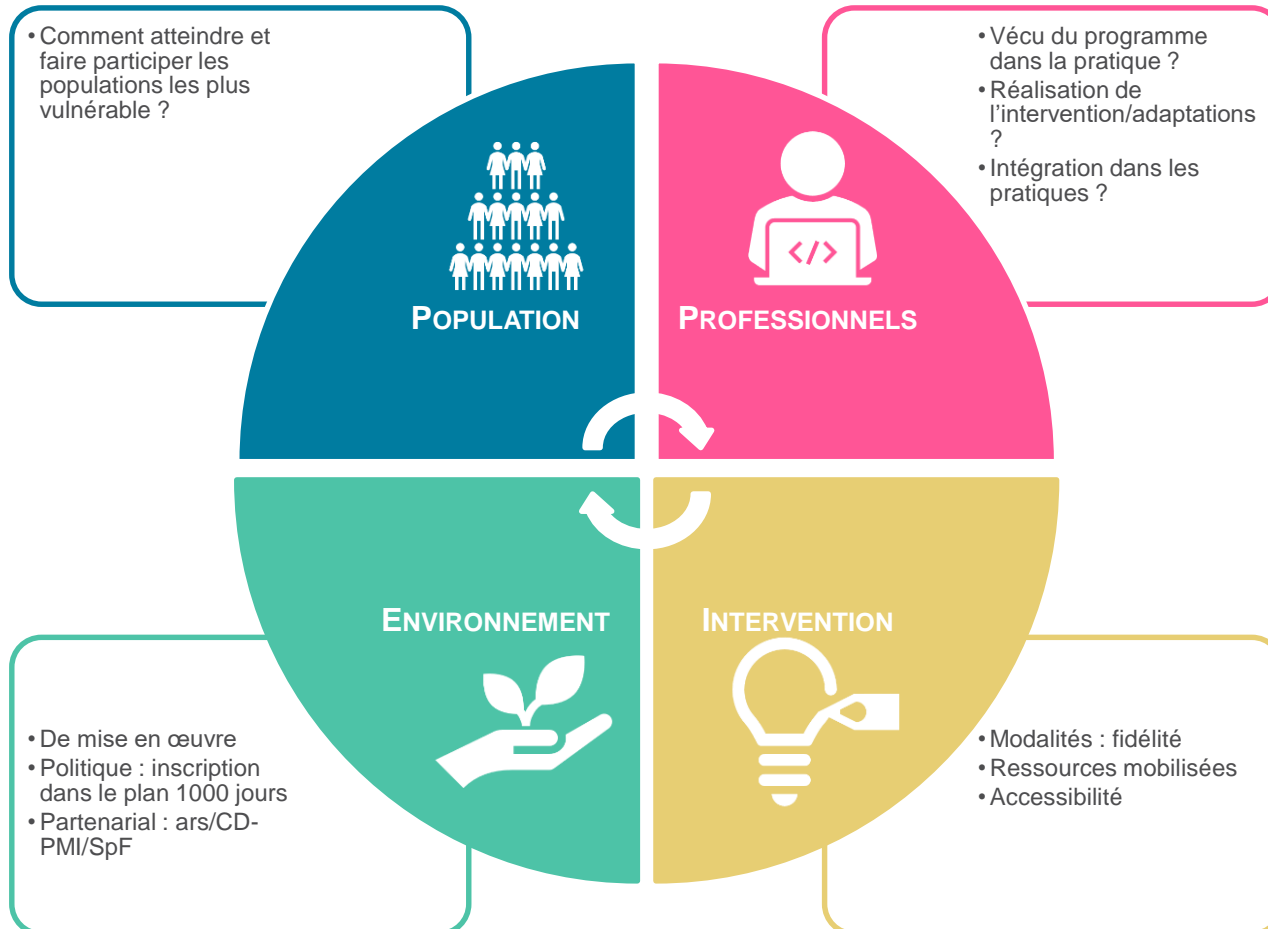 • Comment atteindre et
faire participer les
populations les plus
vulnérable ?
• Vécu du programme
dans la pratique ?
• Réalisation de
l'intervention/adaptations
?
• Intégration dans les
pratiques ?
</>
POPULATION
PROFESSIONNELS
ENVIRONNEMENT
INTERVENTION
• De mise en œuvre
• Politique : inscription
dans le plan 1000 jours
• Partenarial : ars/CD-
PMI/SpF
• Modalités : fidélité
• Ressources mobilisées
• Accessibilité